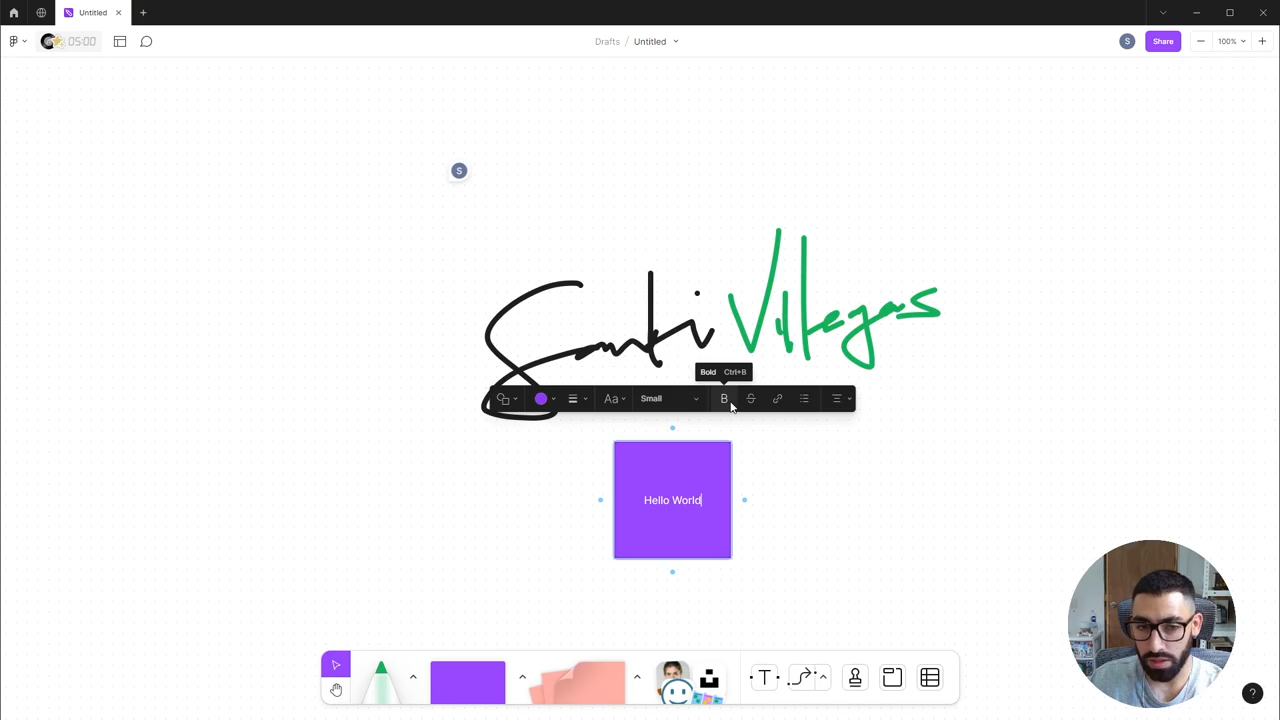 Untitled
05:00
Drafts / Untitled
S
Share
100%
S
Santi Villegas
Bold Ctrl+B
Aa
Small
B
S
Hello World
T
?